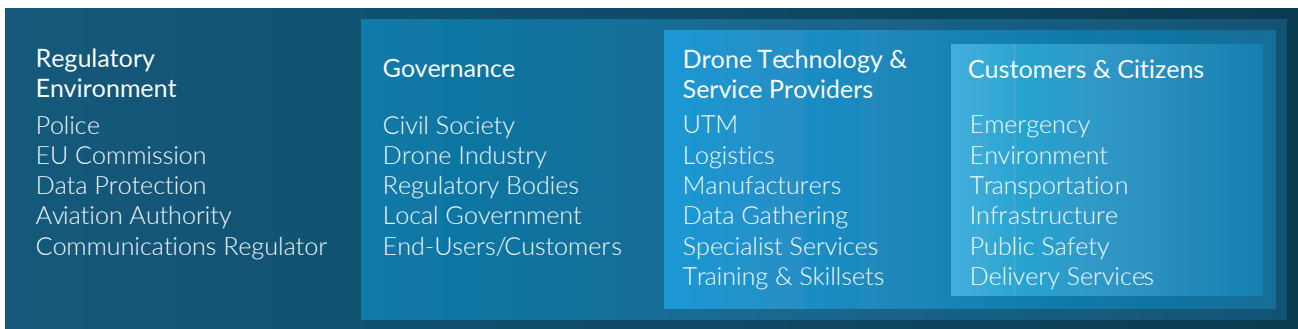 Regulatory
Environment
Police
EU Commission
Data Protection
Aviation Authority
Communications Regulator
Governance
Civil Society
Drone Industry
Regulatory Bodies
Local Government
End-Users/Customers
Drone Technology &
Service Providers
UTM
Logistics
Manufacturers
Data Gathering
Specialist Services
Training & Skillsets
Customers & Citizens
Emergency
Environment
Transportation
Infrastructure
Public Safety
Delivery Services